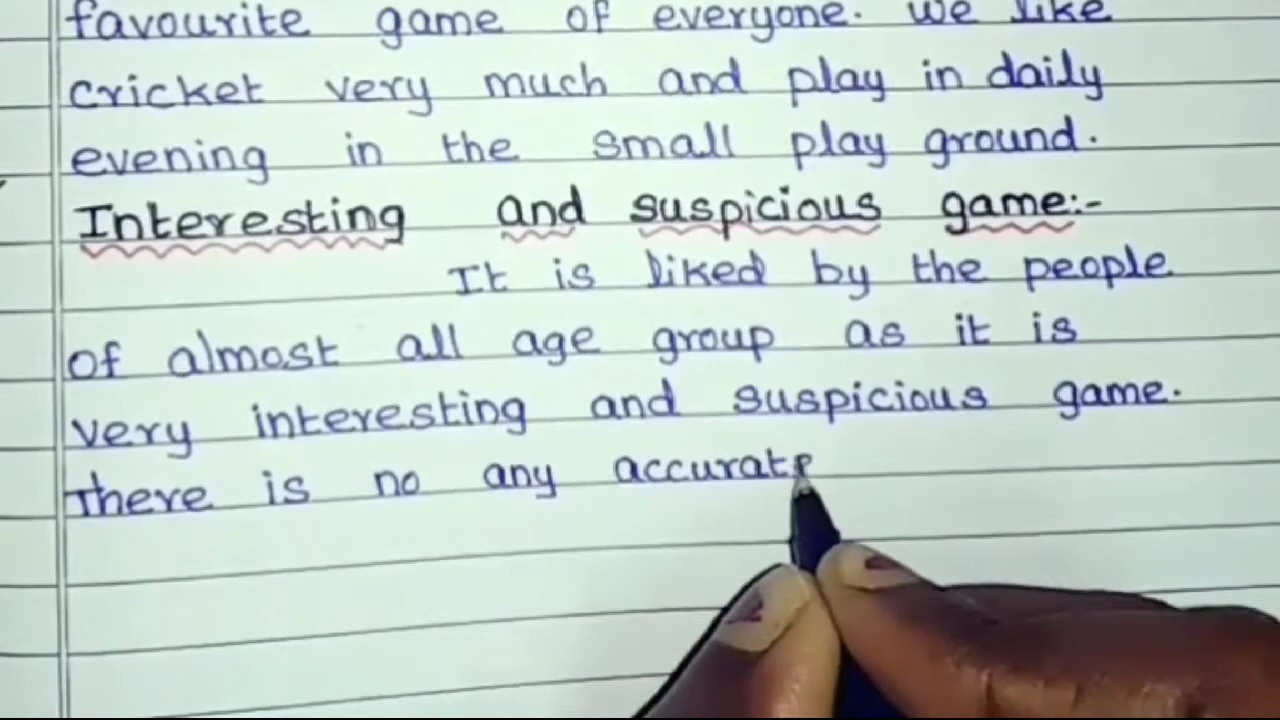 favourite game of everyone. we like
cricket very much and play in daily
evening in the small play ground.
Interesting and suspicious game:-
It is liked by the people
of almost all age group as it is
very interesting and suspicious game.
There is no any accurate